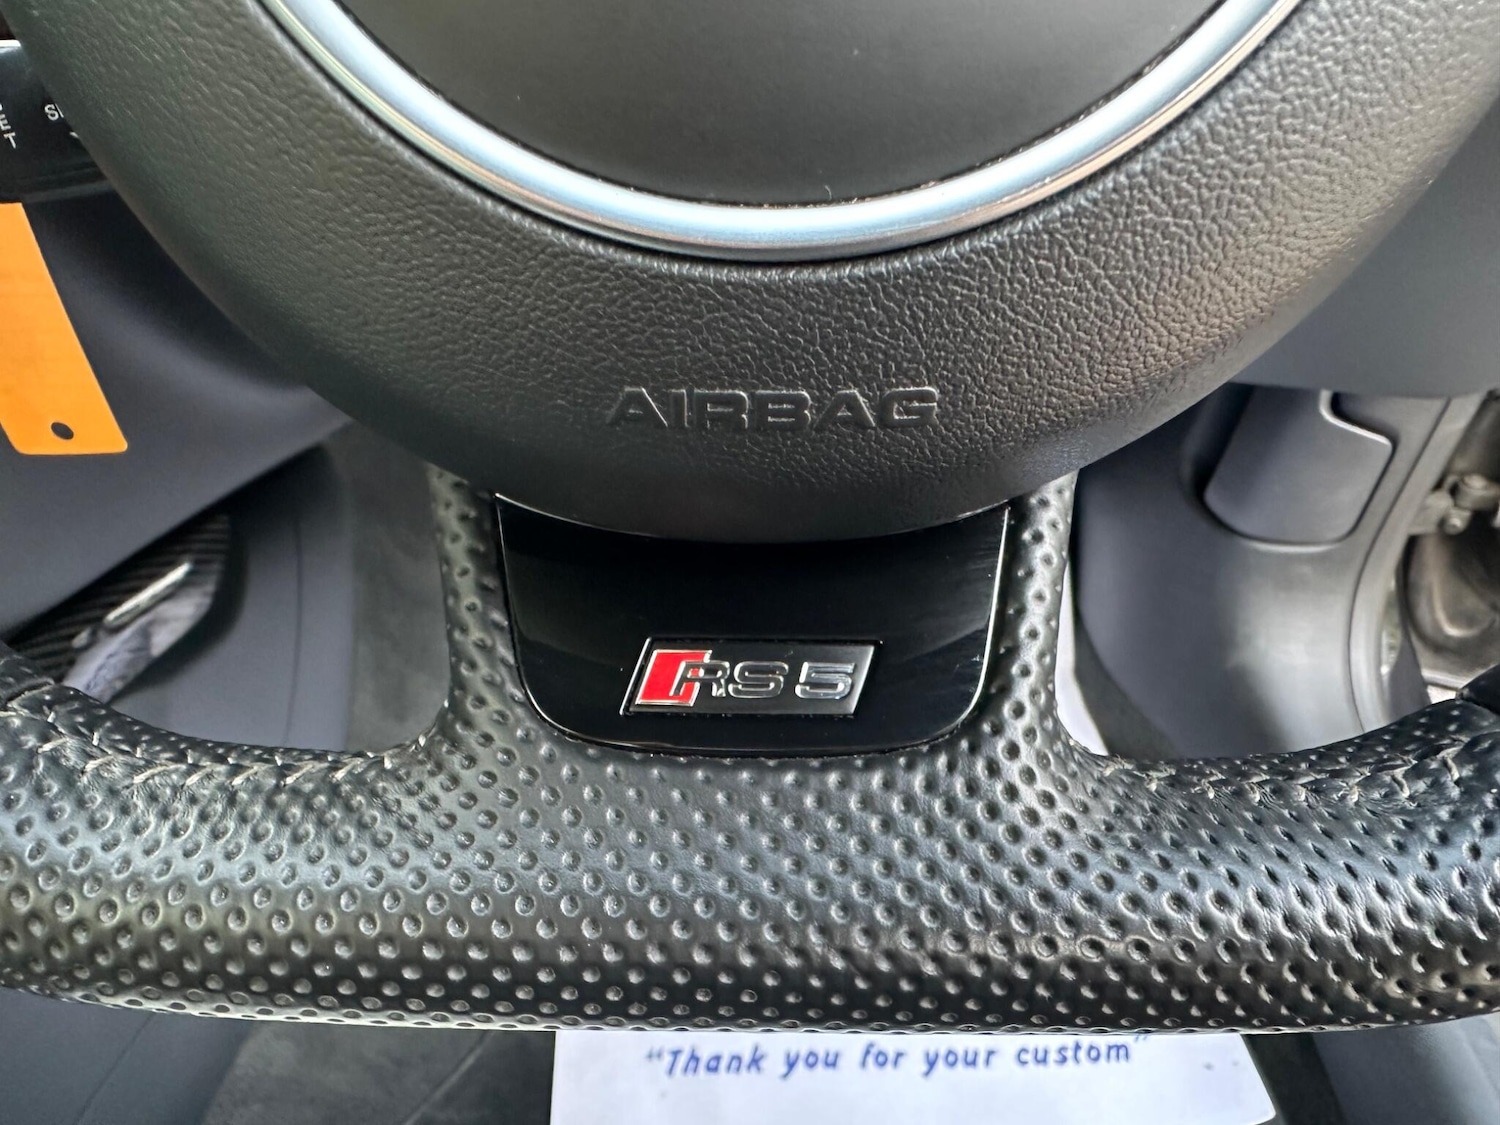 AIRBAG
RS5
"Thank you for your custom"